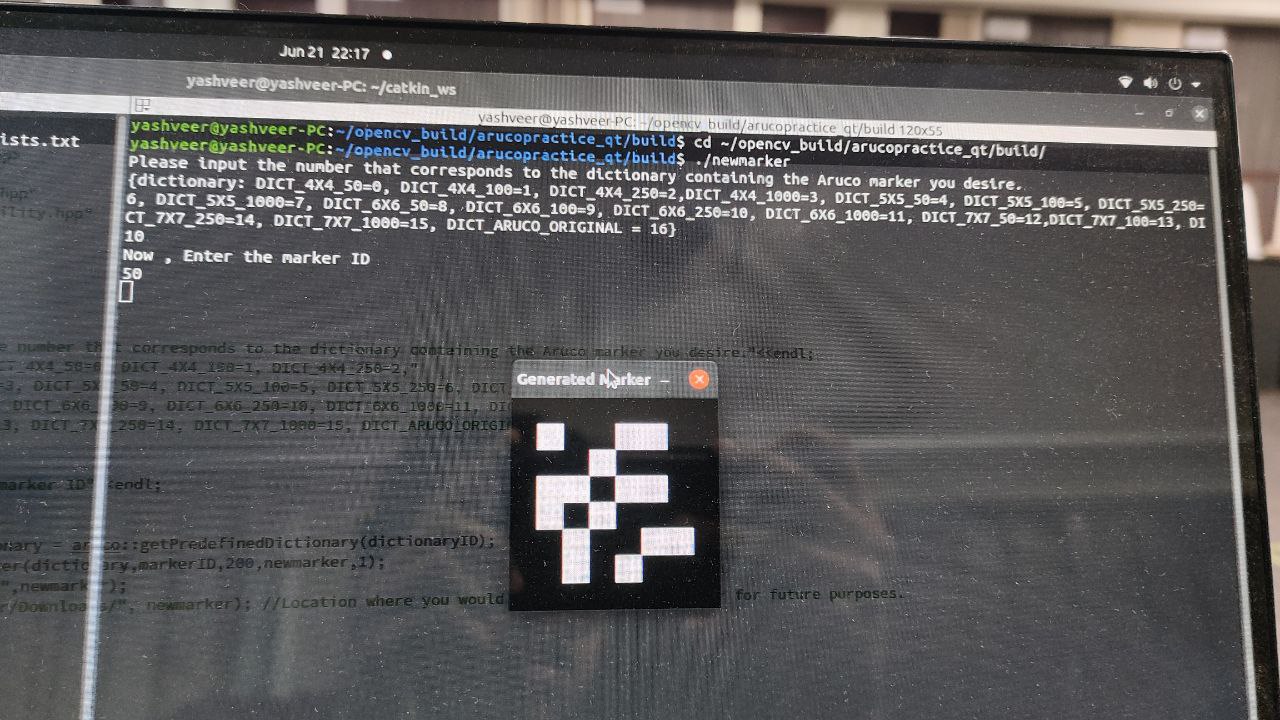 Jun 21 22:17
yashveer@yashveer-PC: ~/catkin_ws
yashveer@yashveer-PC:~/opencv_build/arucopractice_qt/build 120x55
ists.txt
hpp"
ility.hpp"
yashveer@yashveer-PC:~/opencv_build/arucopractice_qt/build$ cd ~/opencv_build/arucopractice_qt/build/
yashveer@yashveer-PC:~/opencv_build/arucopractice_qt/build$ ./newmarker
Please input the number that corresponds to the dictionary containing the Aruco marker you desire.
{dictionary: DICT_4X4_50=0, DICT_4X4_100=1, DICT_4X4_250=2,DICT_4X4_1000=3, DICT_5X5_50=4, DICT_5X5_100=5, DICT_5X5_250=
6, DICT_5X5_1000=7, DICT_6X6_50=8, DICT_6X6_100=9, DICT_6X6_250=10, DICT_6X6_1000=11, DICT_7X7_50=12,DICT_7X7_100=13, DI
CT_7X7_250=14, DICT_7X7_1000=15, DICT_ARUCO_ORIGINAL = 16}
10
Now , Enter the marker ID
50
e number that corresponds to the dictionary containing the Aruco marker you desire."<<endl;
CT_4X4_50=0, DICT_4X4_100=1, DICT_4X4_250=2,"
=3, DICT_5X5_50=4, DICT_5X5_100=5, DICT_5X5_250=6, DICT
DICT_6X6_100=9, DICT_6X6_250=10, DICT_6X6_1000=11, DI
13, DICT_7X7_250=14, DICT_7X7_1000=15, DICT_ARUCO_ORIGI
Generated Marker
marker ID"<<endl;
onary = aruco::getPredefinedDictionary(dictionaryID);
ker(dictionary,markerID,200,newmarker,1);
",newmarker);
r/Downloads/", newmarker); //Location where you would for future purposes.